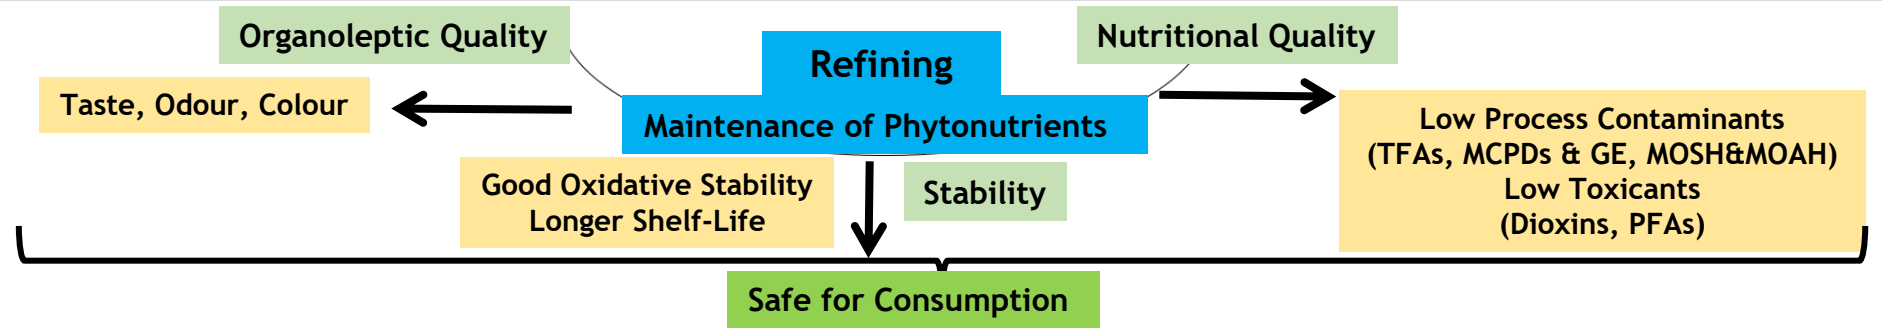 Organoleptic Quality
Refining
Nutritional Quality
Taste, Odour, Colour
Maintenance of Phytonutrients
Low Process Contaminants
(TFAs, MCPDs & GE, MOSH&MOAH)
Low Toxicants
(Dioxins, PFAs)
Good Oxidative Stability
Longer Shelf-Life
Stability
Safe for Consumption